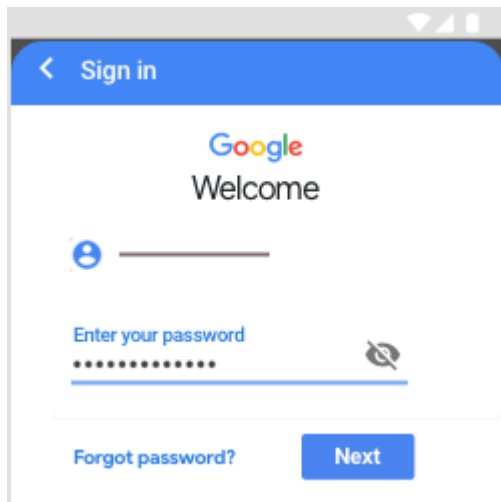 Sign in
Google
Welcome
Enter your password
•••••••••••••
Forgot password?
Next